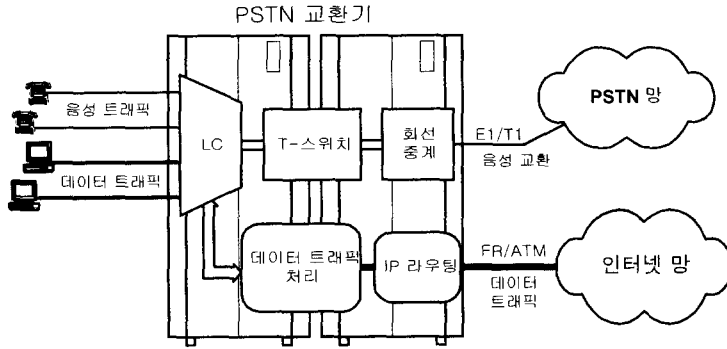 PSTN 교환기
음성 트래픽
데이터 트래픽
LC
T-스위치
회선
중계
E1/T1
음성 교환
PSTN 망
데이터 트래픽
처리
IP 라우팅
FR/ATM
데이터
트래픽
인터넷 망